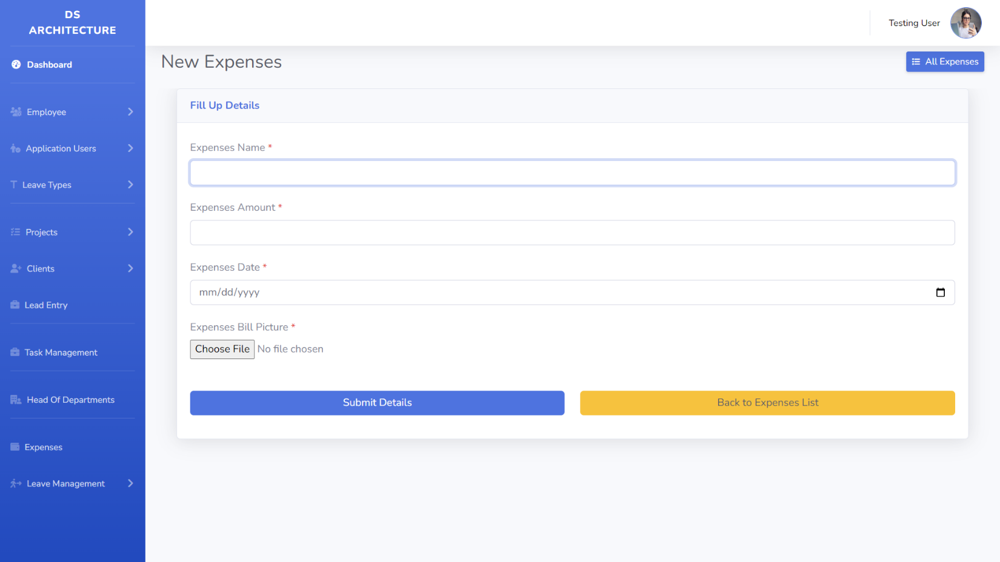 DS
ARCHITECTURE
Testing User
Dashboard
New Expenses
All Expenses
Fill Up Details
Employee
Expenses Name *
Application Users
Leave Types
Expenses Amount *
Projects
Clients
Expenses Date *
mm/dd/yyyy
Lead Entry
Expenses Bill Picture *
Choose File No file chosen
Task Management
Submit Details
Back to Expenses List
Head Of Departments
Expenses
Leave Management